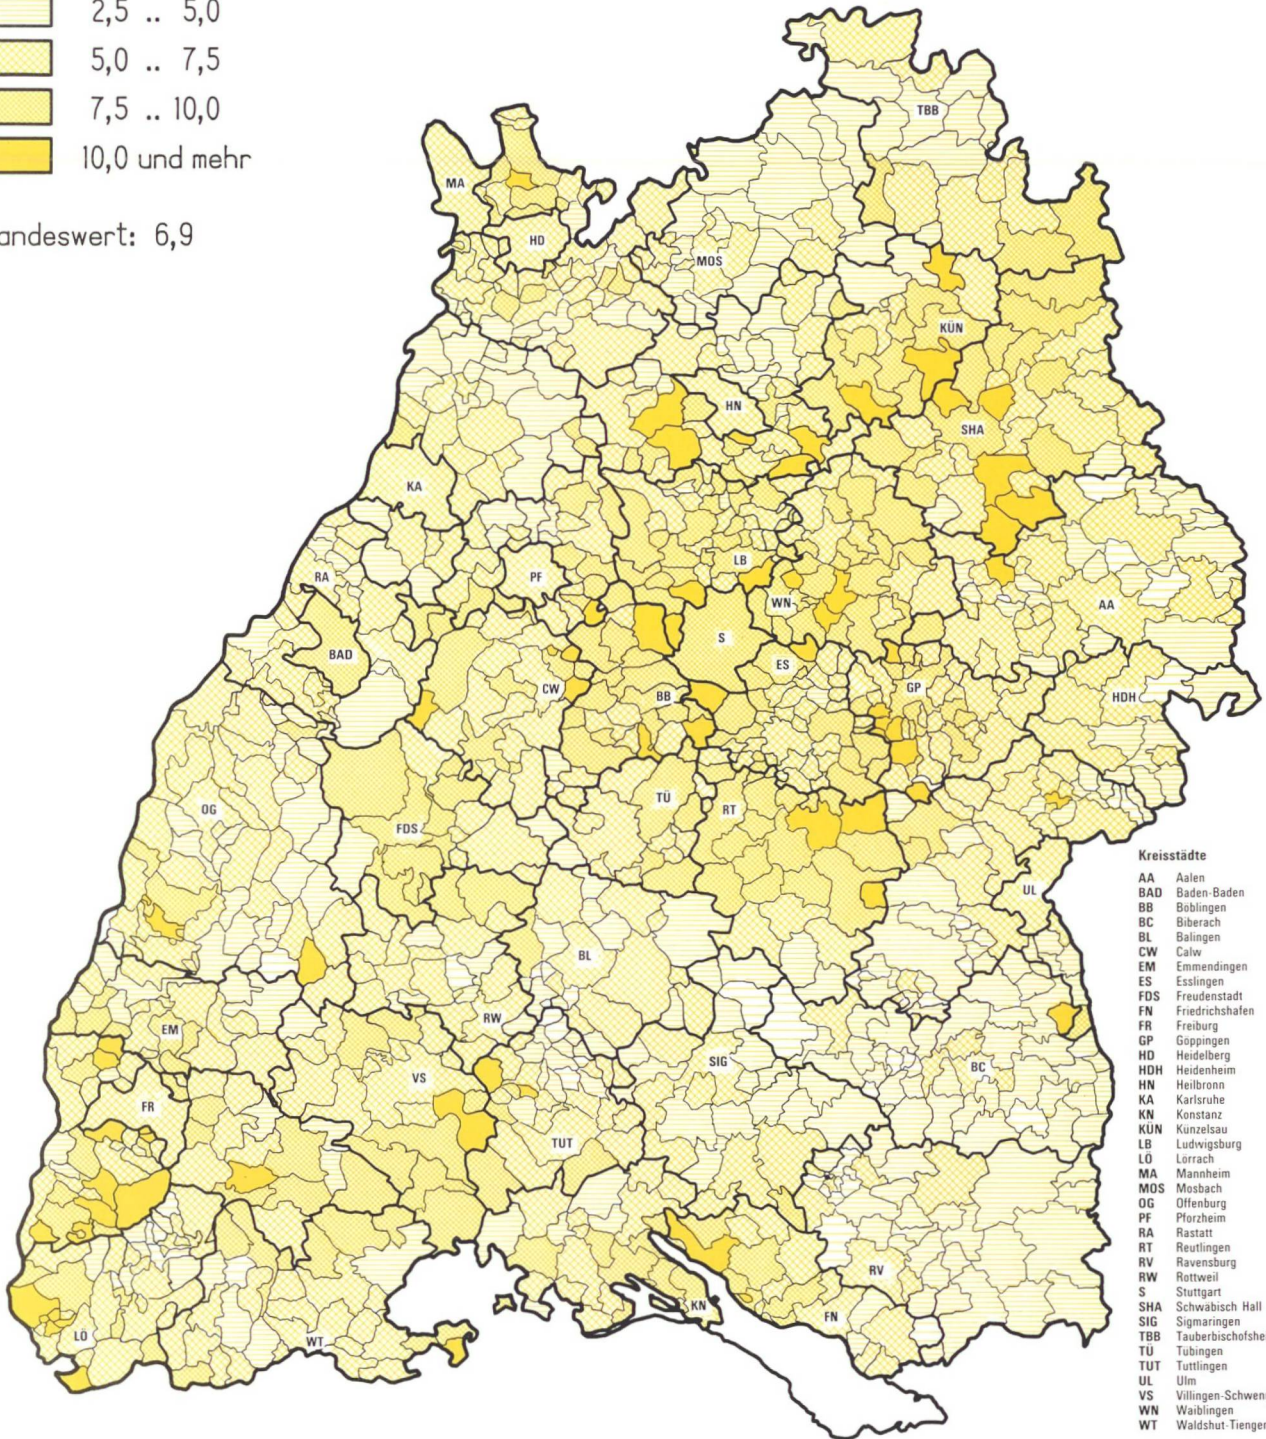 2,5 .. 5,0
5,0 .. 7,5
7,5 .. 10,0
10,0 und mehr
andeswert: 6,9
TBB
MA
HD
MOS
KÜN
HN
SHA
KA
LB
PF
RA
WN
AA
S
BAD
ES
CW
BB
GP
HDH
TÜ
RT
OG
FDS
UL
BL
RW
EM
SIG
BC
VS
FR
TUT
RV
KN
FN
LÖ
WT
Kreisstädte
AA Aalen
BAD Baden-Baden
BB Böblingen
BC Biberach
BL Balingen
CW Calw
EM Emmendingen
ES Esslingen
FDS Freudenstadt
FN Friedrichshafen
FR Freiburg
GP Göppingen
HD Heidelberg
HDH Heidenheim
HN Heilbronn
KA Karlsruhe
KN Konstanz
KÜN Künzelsau
LB Ludwigsburg
LÖ Lörrach
MA Mannheim
MOS Mosbach
OG Offenburg
PF Pforzheim
RA Rastatt
RT Reutlingen
RV Ravensburg
RW Rottweil
S Stuttgart
SHA Schwäbisch Hall
SIG Sigmaringen
TBB Tauberbischofshe
TÜ Tübingen
TUT Tuttlingen
UL Ulm
VS Villingen-Schwenn
WN Waiblingen
WT Waldshut-Tiengen